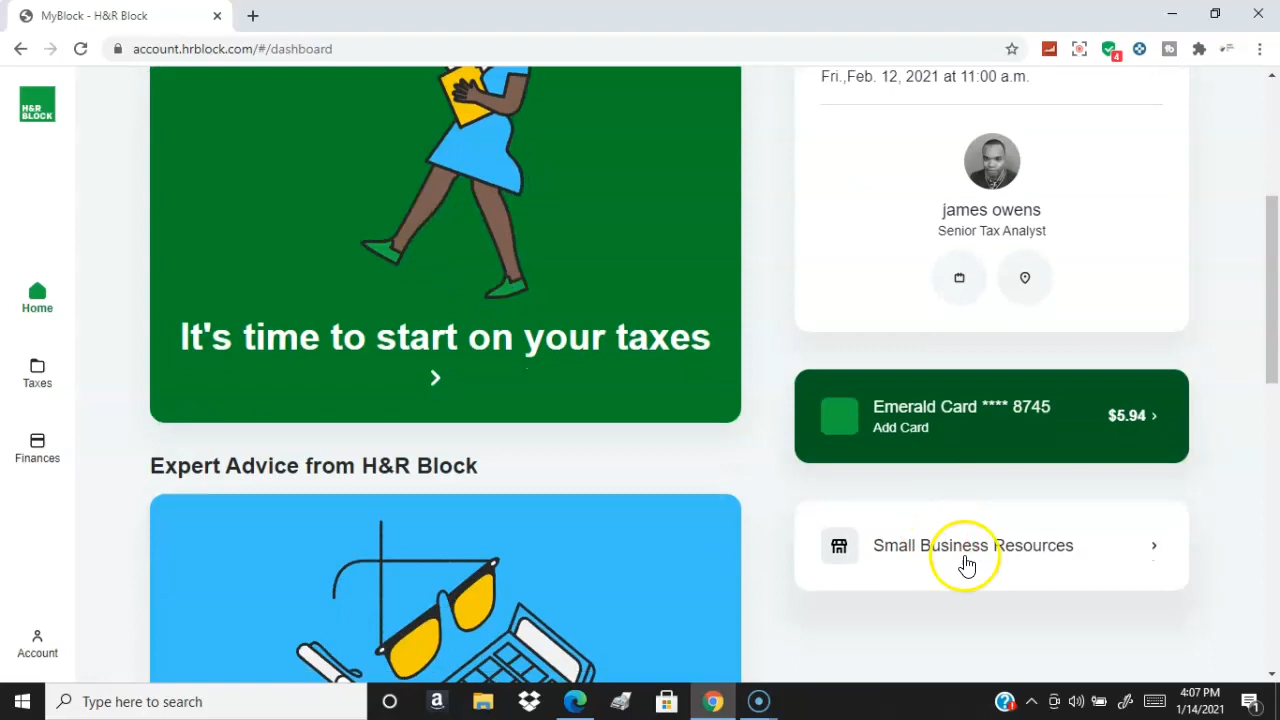 MyBlock - H&R Block
account.hrblock.com/#/dashboard
4
H&R
BLOCK
Home
Taxes
Finances
Account
It's time to start on your taxes
Expert Advice from H&R Block
Fri.,Feb. 12, 2021 at 11:00 a.m.
james owens
Senior Tax Analyst
Emerald Card **** 8745
Add Card
$5.94
Small Business Resources
Type here to search
4:07 PM
1/14/2021
1